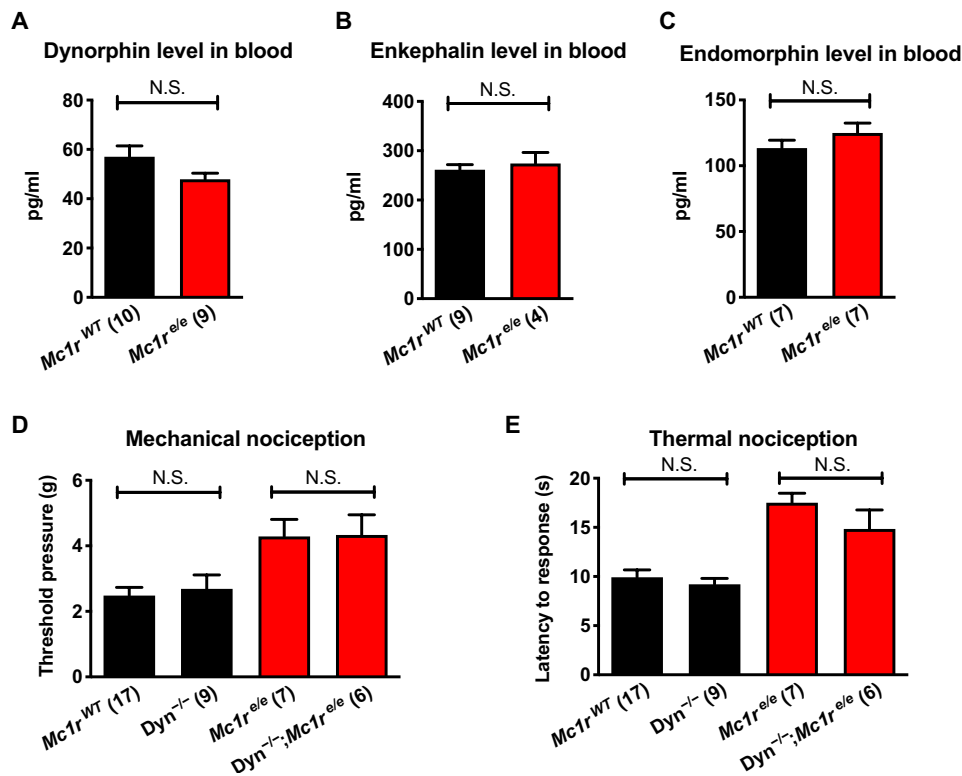 A
Dynorphin level in blood
N.S.
80
60
40
20
0
pg/ml
Mc1r^WT (10)
Mc1r^e/e (9)
B
Enkephalin level in blood
N.S.
400
300
200
100
0
pg/ml
Mc1r^WT (9)
Mc1r^e/e (4)
C
Endomorphin level in blood
N.S.
150
100
50
0
pg/ml
Mc1r^WT (7)
Mc1r^e/e (7)
D
Mechanical nociception
N.S.
N.S.
6
4
2
0
Threshold pressure (g)
Mc1r^WT (17)
Dyn^−/− (9)
Mc1r^e/e (7)
Dyn^−/−;Mc1r^e/e (6)
E
Thermal nociception
N.S.
N.S.
20
15
10
5
0
Latency to response (s)
Mc1r^WT (17)
Dyn^−/− (9)
Mc1r^e/e (7)
Dyn^−/−;Mc1r^e/e (6)